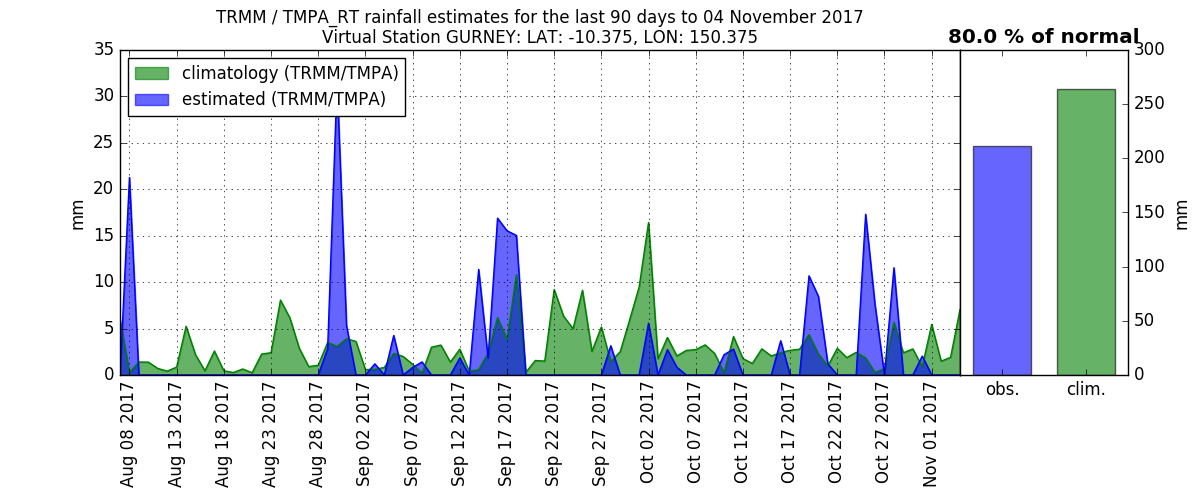 TRMM / TMPA_RT rainfall estimates for the last 90 days to 04 November 2017
Virtual Station GURNEY: LAT: -10.375, LON: 150.375
80.0 % of normal
climatology (TRMM/TMPA)
estimated (TRMM/TMPA)
35
30
25
20
15
10
5
0
mm
Aug 08 2017
Aug 13 2017
Aug 18 2017
Aug 23 2017
Aug 28 2017
Sep 02 2017
Sep 07 2017
Sep 12 2017
Sep 17 2017
Sep 22 2017
Sep 27 2017
Oct 02 2017
Oct 07 2017
Oct 12 2017
Oct 17 2017
Oct 22 2017
Oct 27 2017
Nov 01 2017
obs.
clim.
300
250
200
150
100
50
0
mm